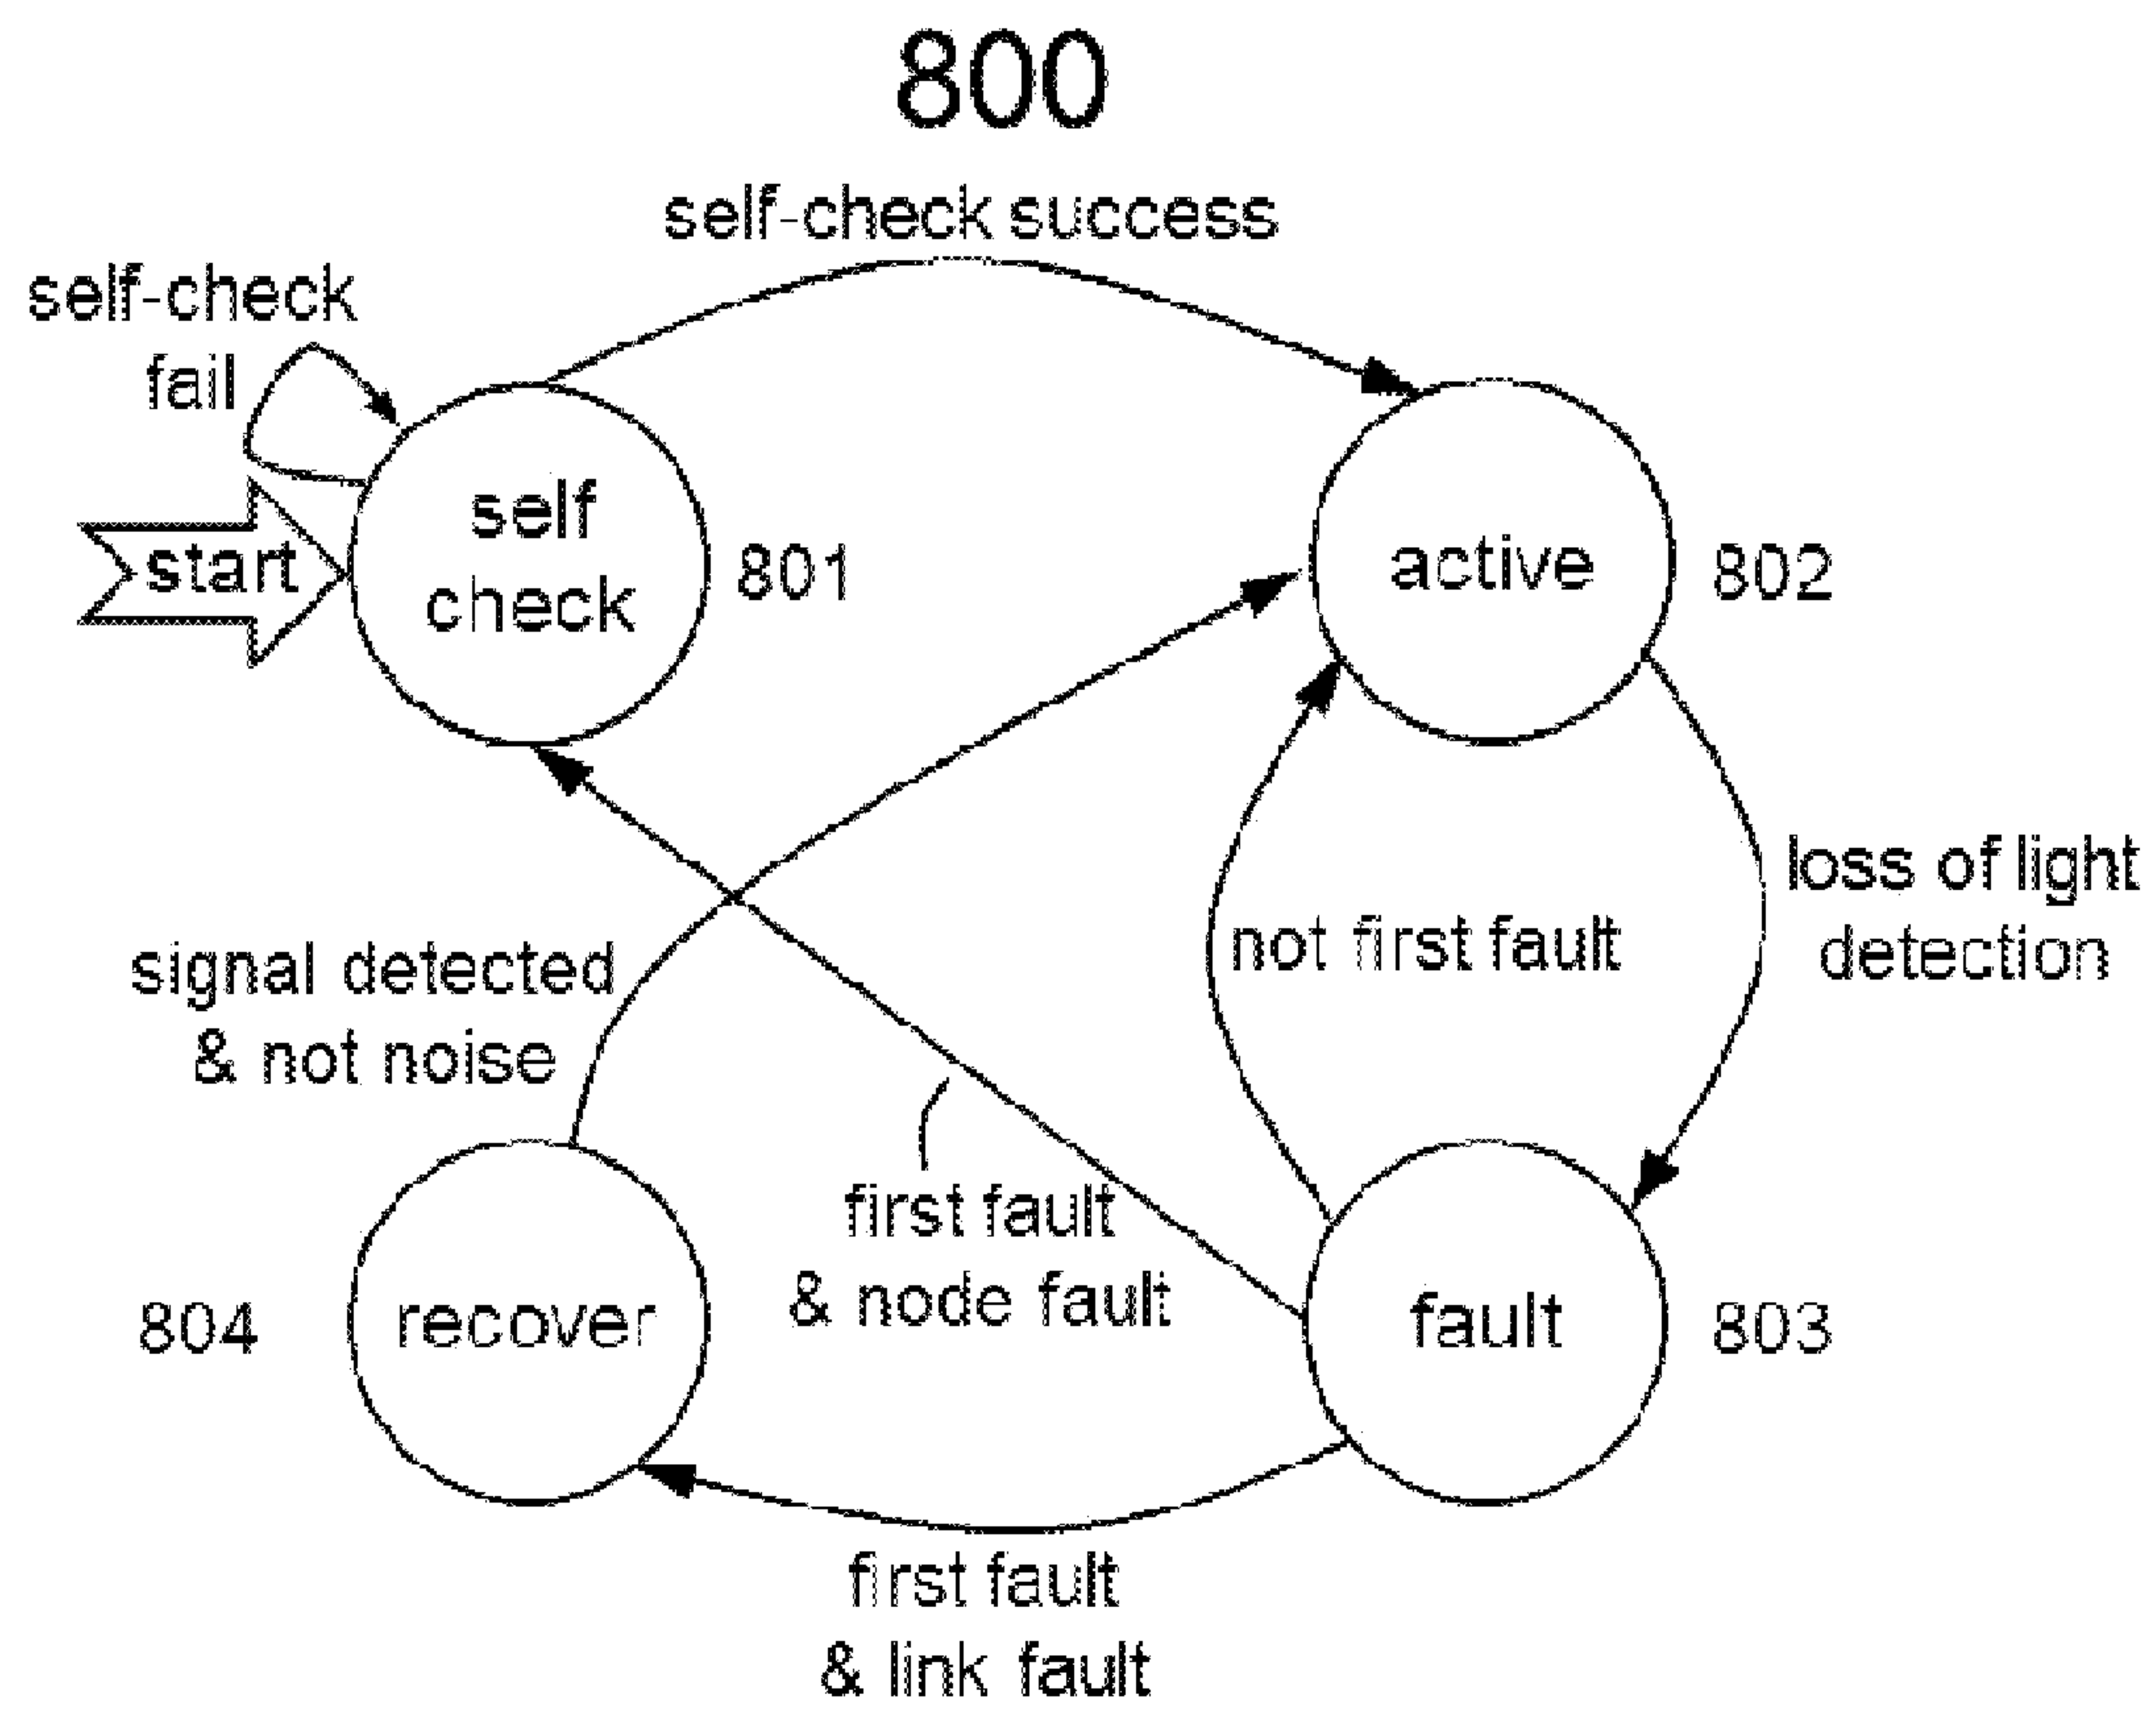 800
self-check success
self-check
fail
start
self
check
801
active
802
loss of light
detection
not first fault
signal detected
& not noise
first fault
& node fault
804
recover
fault
803
first fault
& link fault